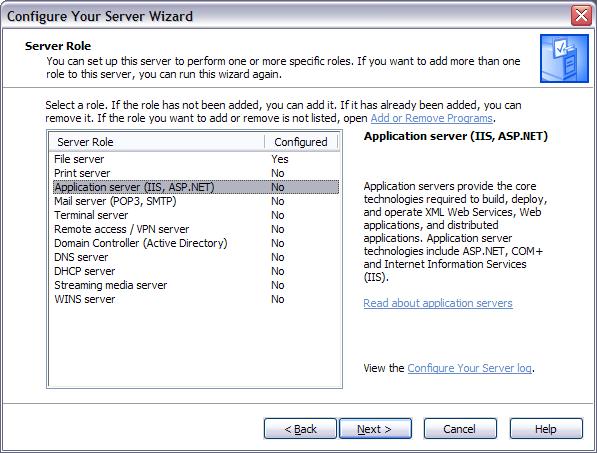 Configure Your Server Wizard
Server Role
You can set up this server to perform one or more specific roles. If you want to add more than one
role to this server, you can run this wizard again.
Select a role. If the role has not been added, you can add it. If it has already been added, you can
remove it. If the role you want to add or remove is not listed, open Add or Remove Programs.
Server Role Configured
File server Yes
Print server No
Application server (IIS, ASP.NET) No
Mail server (POP3, SMTP) No
Terminal server No
Remote access / VPN server No
Domain Controller (Active Directory) No
DNS server No
DHCP server No
Streaming media server No
WINS server No
Application server (IIS, ASP.NET)
Application servers provide the core
technologies required to build, deploy,
and operate XML Web Services, Web
applications, and distributed
applications. Application server
technologies include ASP.NET, COM+
and Internet Information Services
(IIS).
Read about application servers
View the Configure Your Server log.
< Back Next > Cancel Help